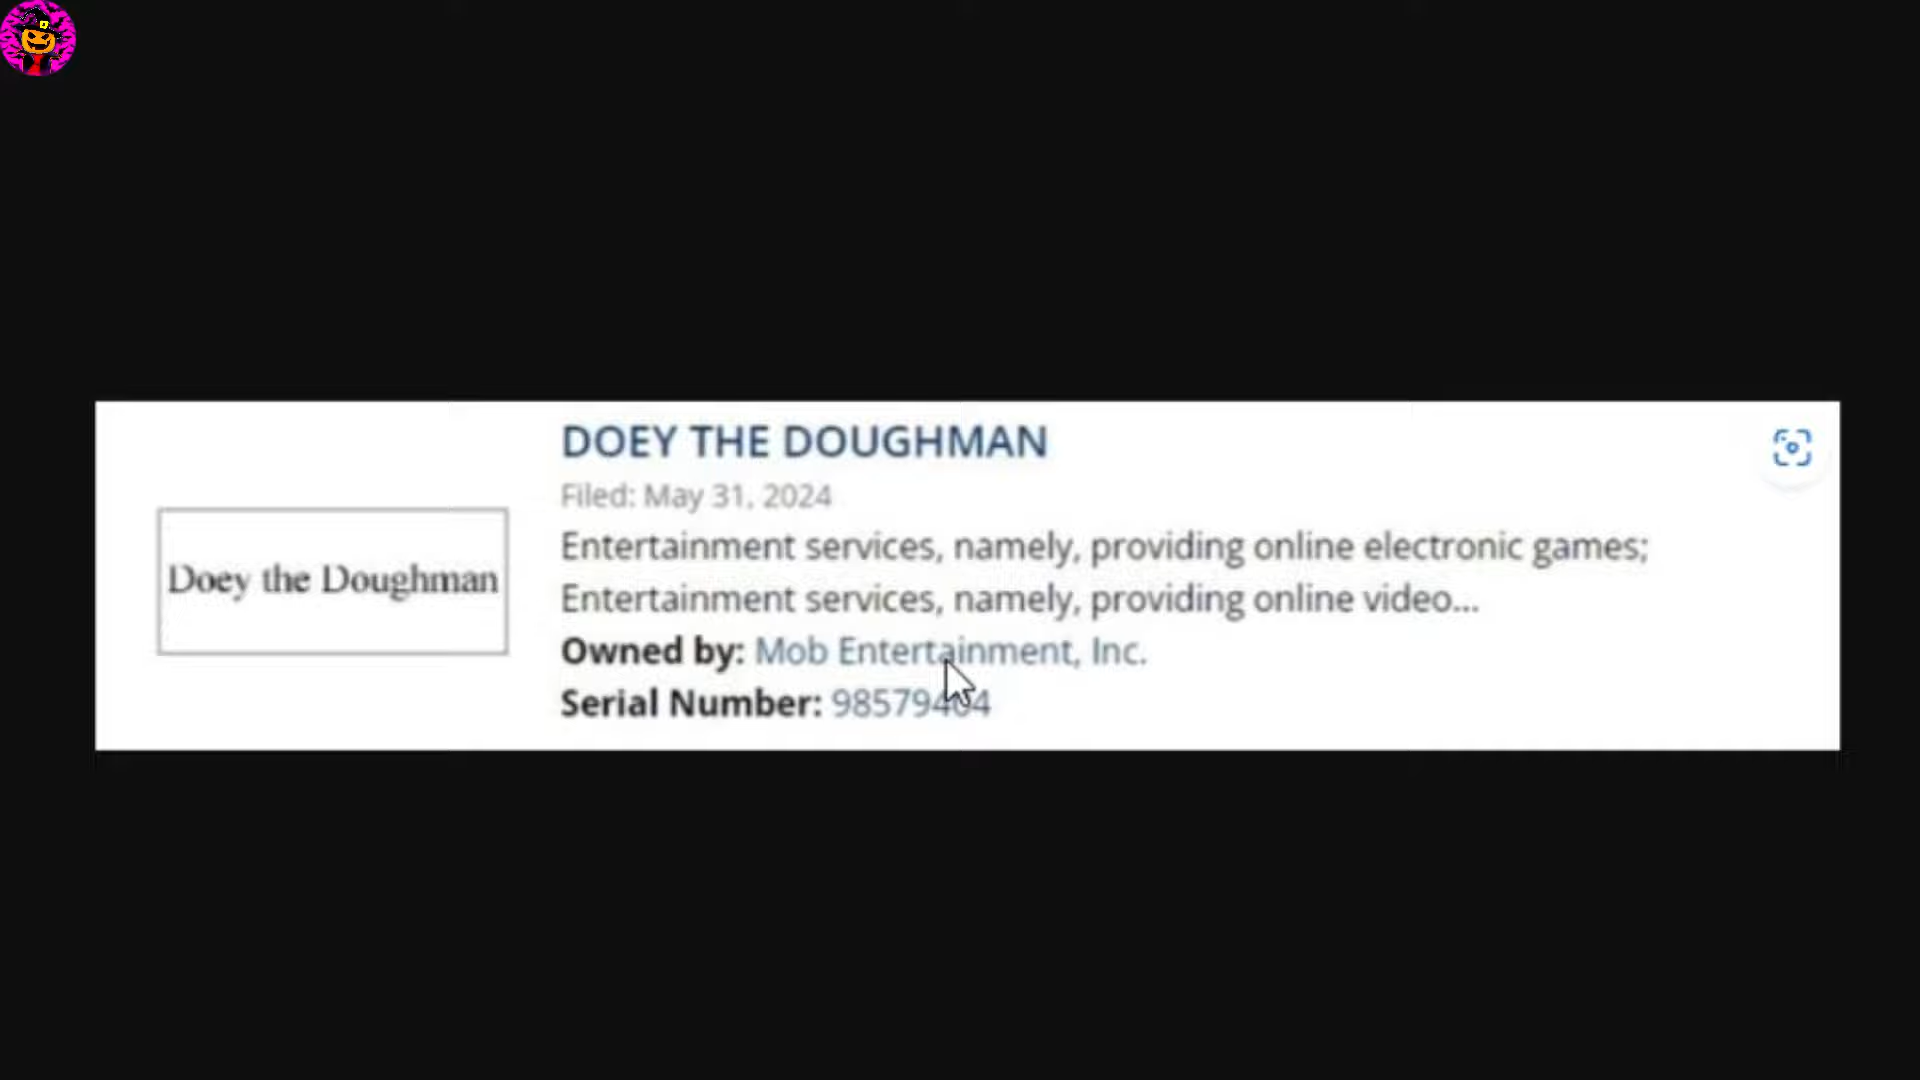 DOEY THE DOUGHMAN
Filed: May 31, 2024
Doey the Doughman
Entertainment services, namely, providing online electronic games;
Entertainment services, namely, providing online video...
Owned by: Mob Entertainment, Inc.
Serial Number: